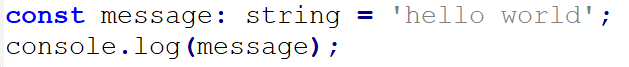 const message: string = 'hello world';
console.log(message);